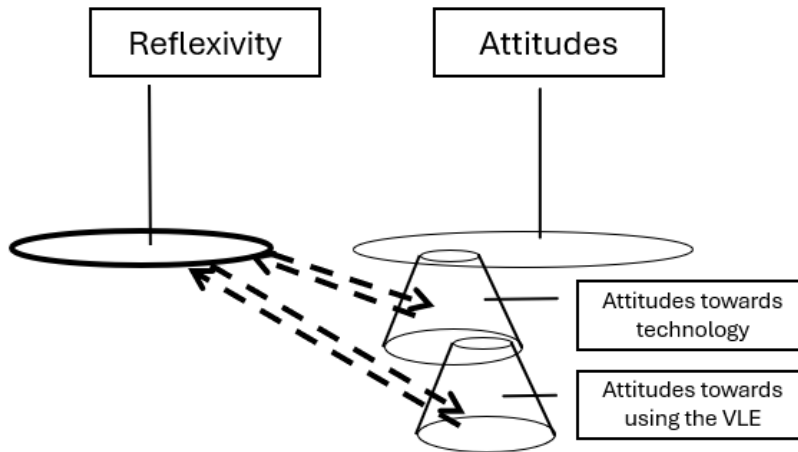 Reflexivity
Attitudes
Attitudes towards
technology
Attitudes towards
using the VLE